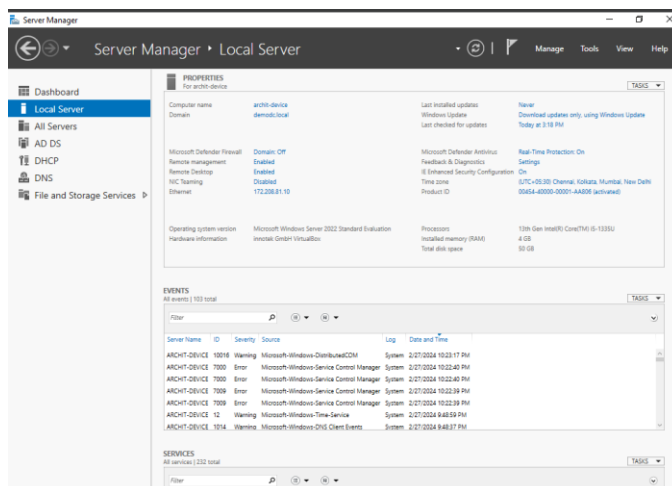 Server Manager
Server Manager • Local Server
Manage Tools View Help
Dashboard
Local Server
All Servers
AD DS
DHCP
DNS
File and Storage Services
PROPERTIES
For archit-device
TASKS
Computer name archit-device Last installed updates Never
Domain demodc.local Windows Update Download updates only, using Windows Update
Last checked for updates Today at 3:18 PM
Microsoft Defender Firewall Domain: Off Microsoft Defender Antivirus Real-Time Protection: On
Remote management Enabled Feedback & Diagnostics Settings
Remote Desktop Enabled IE Enhanced Security Configuration On
NIC Teaming Disabled Time zone (UTC+05:30) Chennai, Kolkata, Mumbai, New Delhi
Ethernet 172.208.81.10 Product ID 00454-40000-00001-AA806 (activated)
Operating system version Microsoft Windows Server 2022 Standard Evaluation Processors 13th Gen Intel(R) Core(TM) i5-1335U
Hardware information innotek GmbH VirtualBox Installed memory (RAM) 4 GB
Total disk space 50 GB
EVENTS
All events | 103 total
TASKS
Filter
Server Name ID Severity Source Log Date and Time
ARCHIT-DEVICE 10016 Warning Microsoft-Windows-DistributedCOM System 2/27/2024 10:23:17 PM
ARCHIT-DEVICE 7000 Error Microsoft-Windows-Service Control Manager System 2/27/2024 10:22:40 PM
ARCHIT-DEVICE 7000 Error Microsoft-Windows-Service Control Manager System 2/27/2024 10:22:40 PM
ARCHIT-DEVICE 7009 Error Microsoft-Windows-Service Control Manager System 2/27/2024 10:22:39 PM
ARCHIT-DEVICE 7009 Error Microsoft-Windows-Service Control Manager System 2/27/2024 10:22:39 PM
ARCHIT-DEVICE 12 Warning Microsoft-Windows-Time-Service System 2/27/2024 9:48:59 PM
ARCHIT-DEVICE 1014 Warning Microsoft-Windows-DNS Client Events System 2/27/2024 9:48:37 PM
SERVICES
All services | 232 total
TASKS
Filter